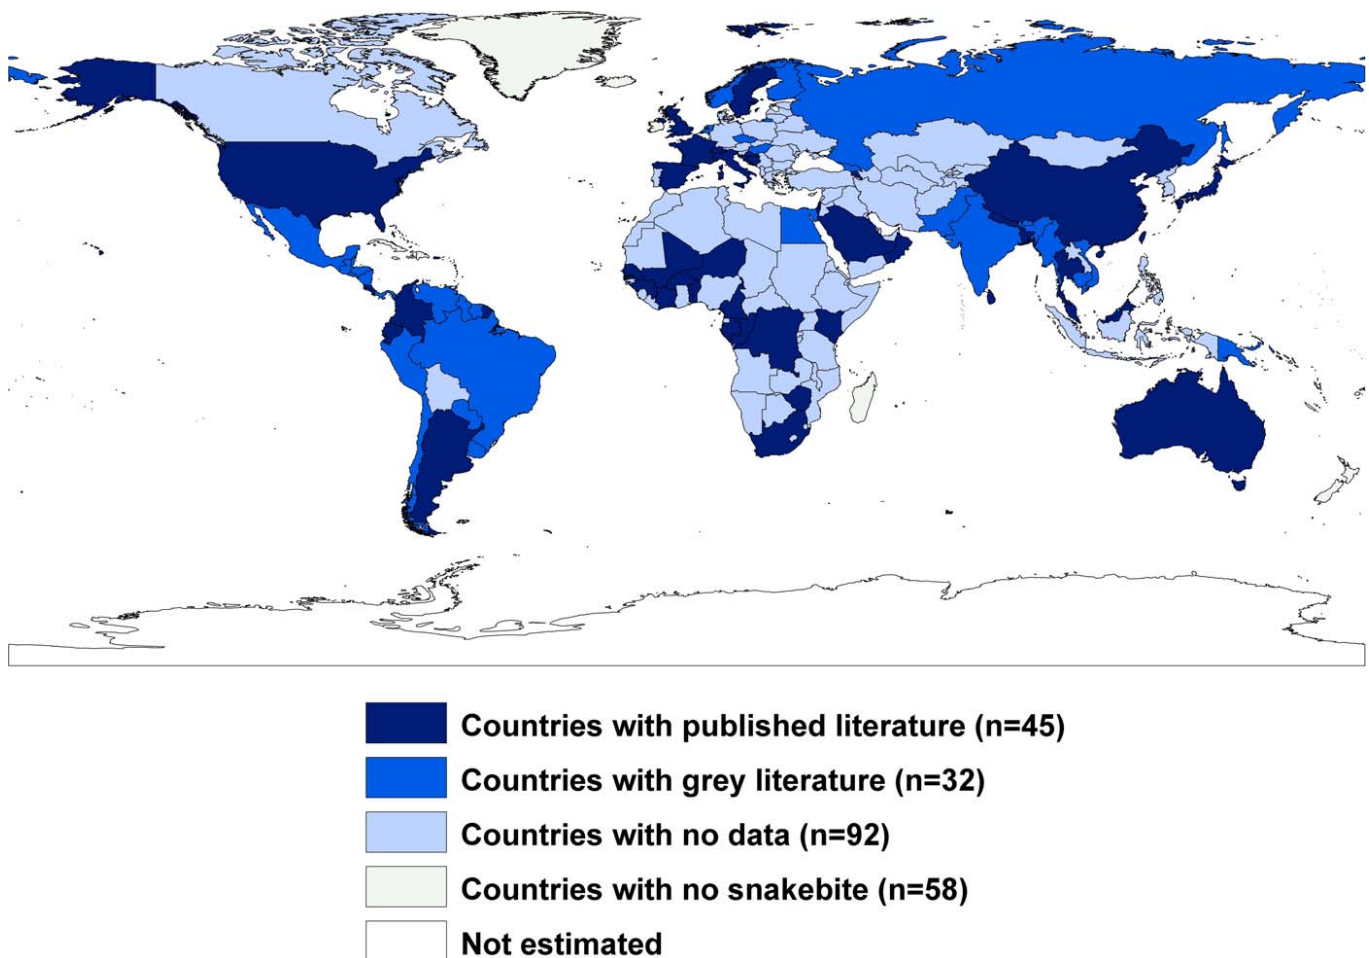 Countries with published literature (n=45)
Countries with grey literature (n=32)
Countries with no data (n=92)
Countries with no snakebite (n=58)
Not estimated